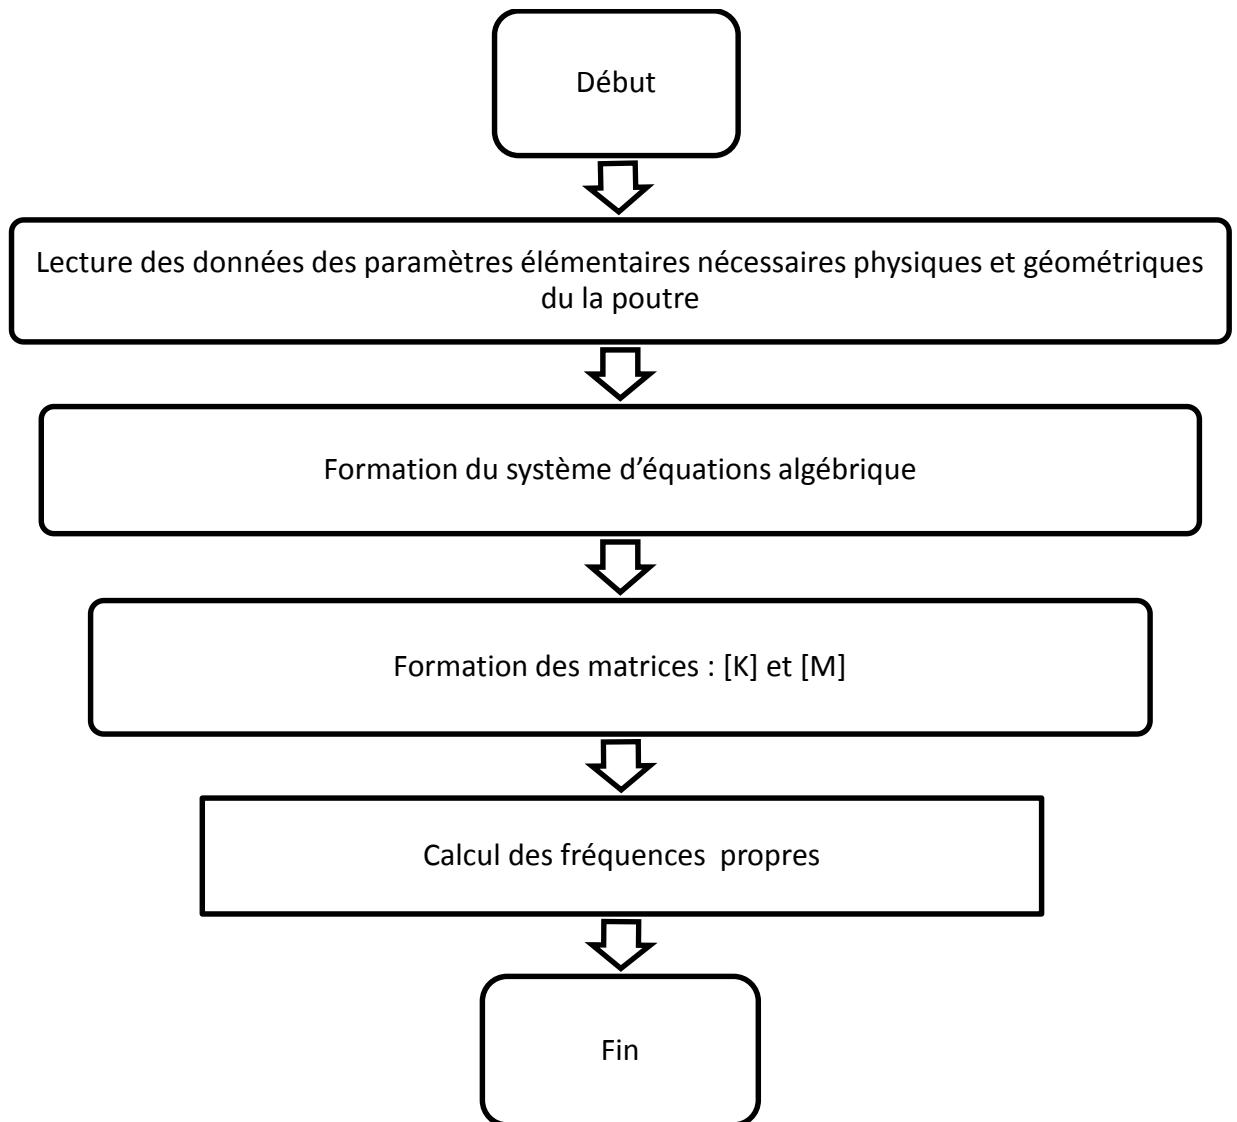 Début
Lecture des données des paramètres élémentaires nécessaires physiques et géométriques
du la poutre
Formation du système d’équations algébrique
Formation des matrices : [K] et [M]
Calcul des fréquences  propres
Fin